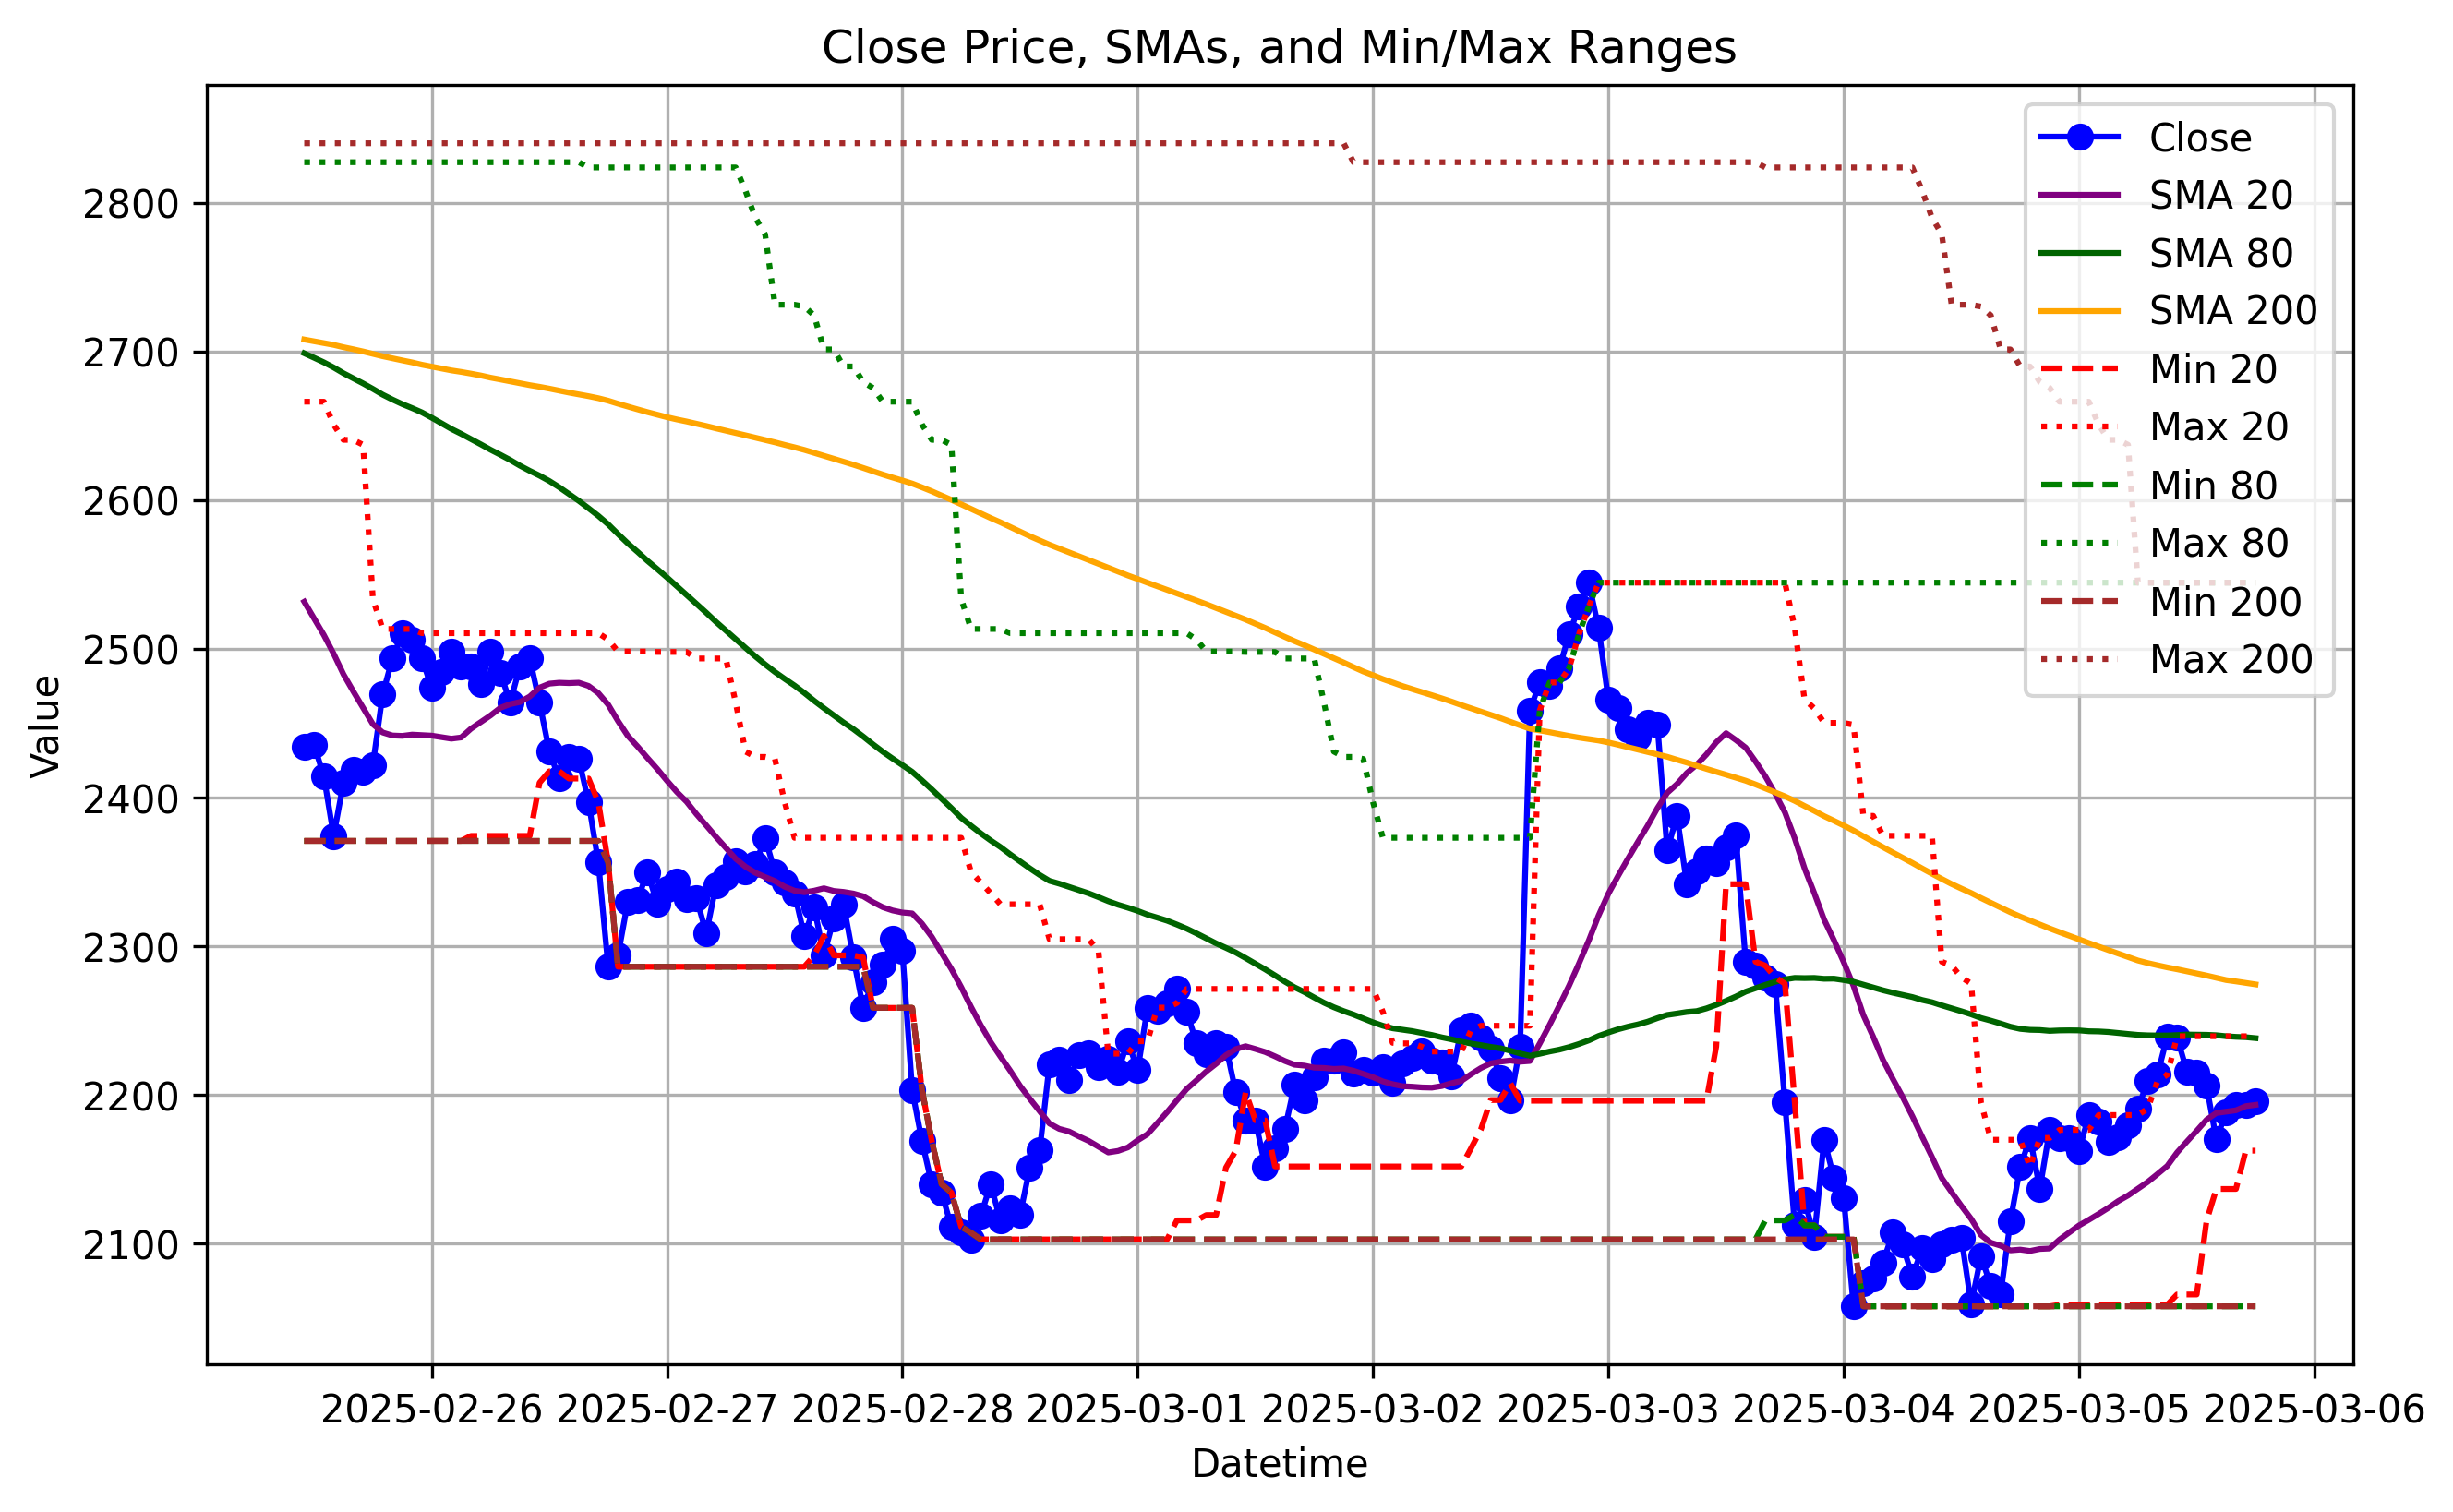 Close Price, SMAs, and Min/Max Ranges
Value
2800
2700
2600
2500
2400
2300
2200
2100
Close
SMA 20
SMA 80
SMA 200
Min 20
Max 20
Min 80
Max 80
Min 200
Max 200
2025-02-26 2025-02-27 2025-02-28 2025-03-01 2025-03-02 2025-03-03 2025-03-04 2025-03-05 2025-03-06
Datetime